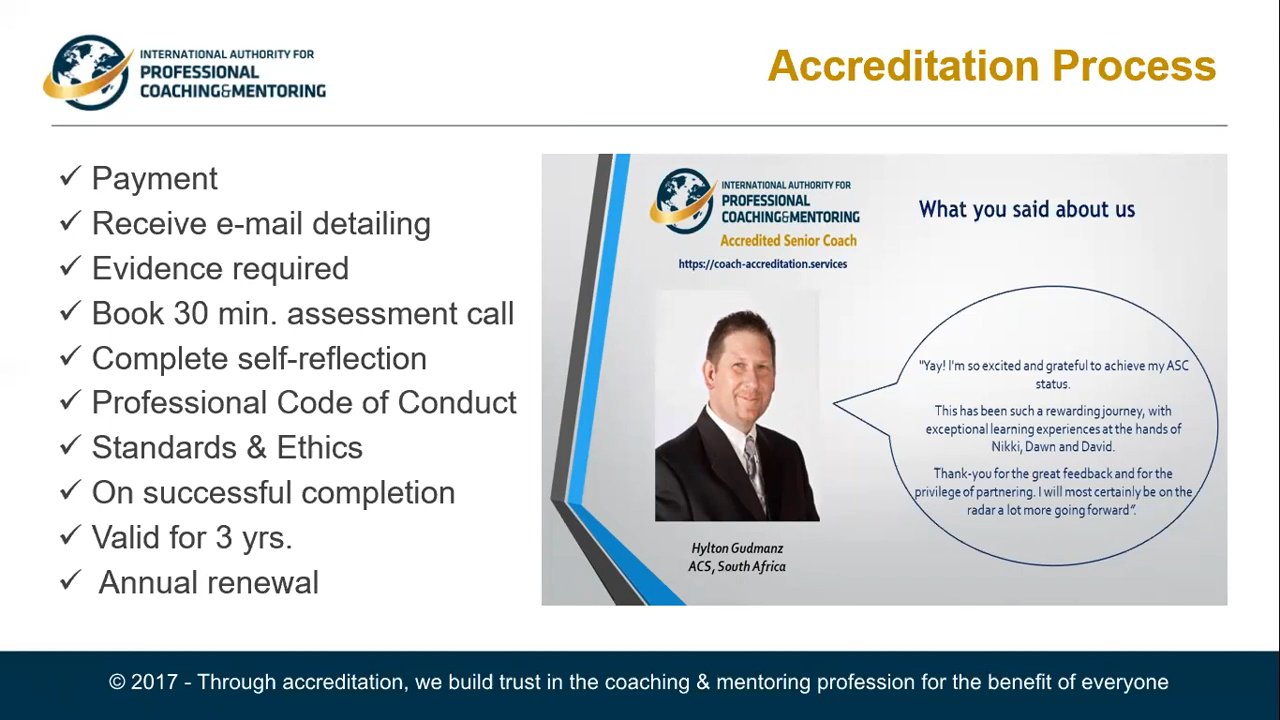 INTERNATIONAL AUTHORITY FOR
PROFESSIONAL
COACHING&MENTORING
Accreditation Process
✓ Payment
✓ Receive e-mail detailing
✓ Evidence required
✓ Book 30 min. assessment call
✓ Complete self-reflection
✓ Professional Code of Conduct
✓ Standards & Ethics
✓ On successful completion
✓ Valid for 3 yrs.
✓ Annual renewal
INTERNATIONAL AUTHORITY FOR
PROFESSIONAL
COACHING&MENTORING
Accredited Senior Coach
https://coach-accreditation.services
What you said about us
"Yay! I'm so excited and grateful to achieve my ASC
status.
This has been such a rewarding journey, with
exceptional learning experiences at the hands of
Nikki, Dawn and David.
Thank-you for the great feedback and for the
privilege of partnering. I will most certainly be on the
radar a lot more going forward".
Hylton Gudmanz
ACS, South Africa
© 2017 - Through accreditation, we build trust in the coaching & mentoring profession for the benefit of everyone